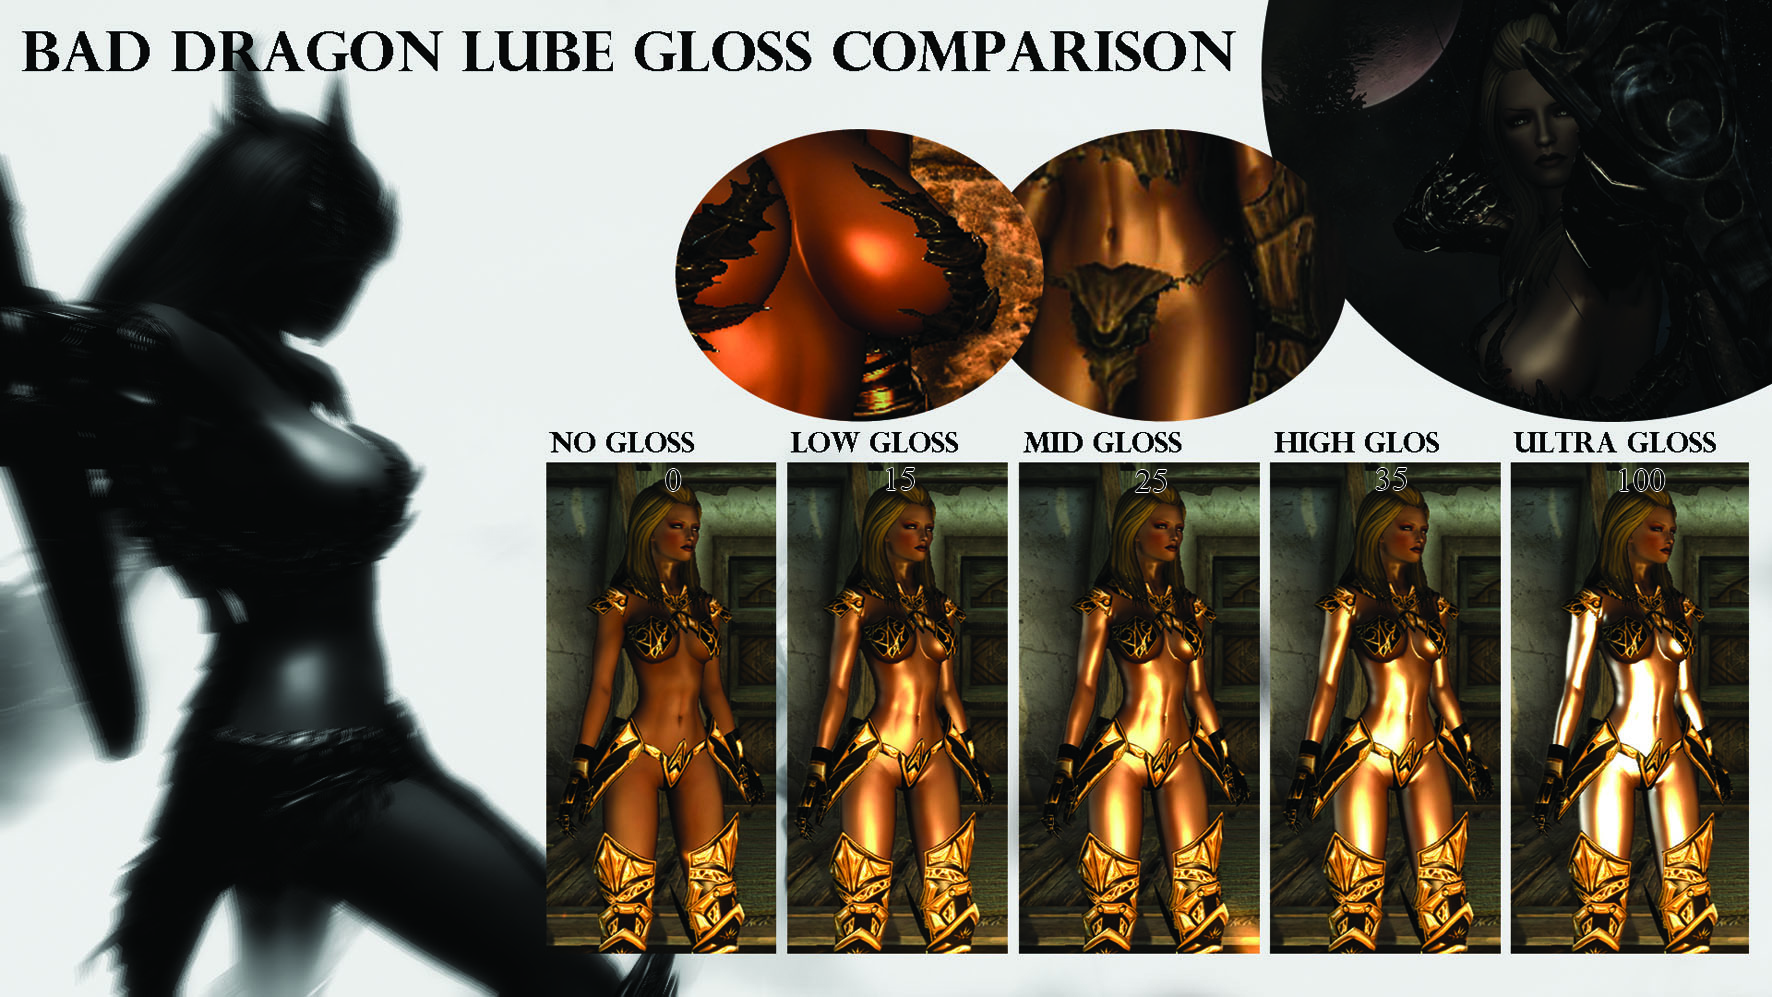 BAD DRAGON LUBE GLOSS COMPARISON
NO GLOSS
LOW GLOSS
MID GLOSS
HIGH GLOS
ULTRA GLOSS
0
15
25
35
100